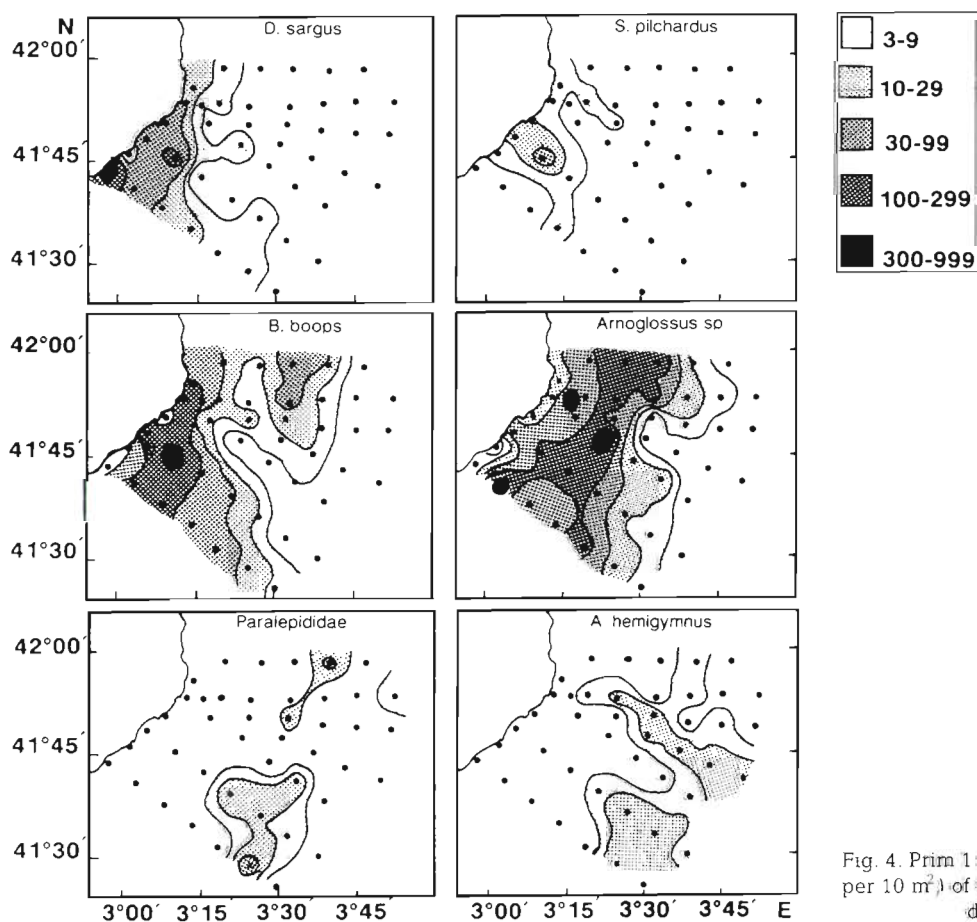 N
D. sargus
S. pilchardus
3-9
10-29
30-99
100-299
300-999
42°00´
41°45´
41°30´
B. boops
Arnoglossus sp
42°00´
41°45´
41°30´
Paralepididae
A. hemigymnus
42°00´
41°45´
41°30´
3°00´ 3°15´ 3°30´ 3°45´
3°00´ 3°15´ 3°30´ E
Fig. 4. Prim 1
per 10 m²) of
d